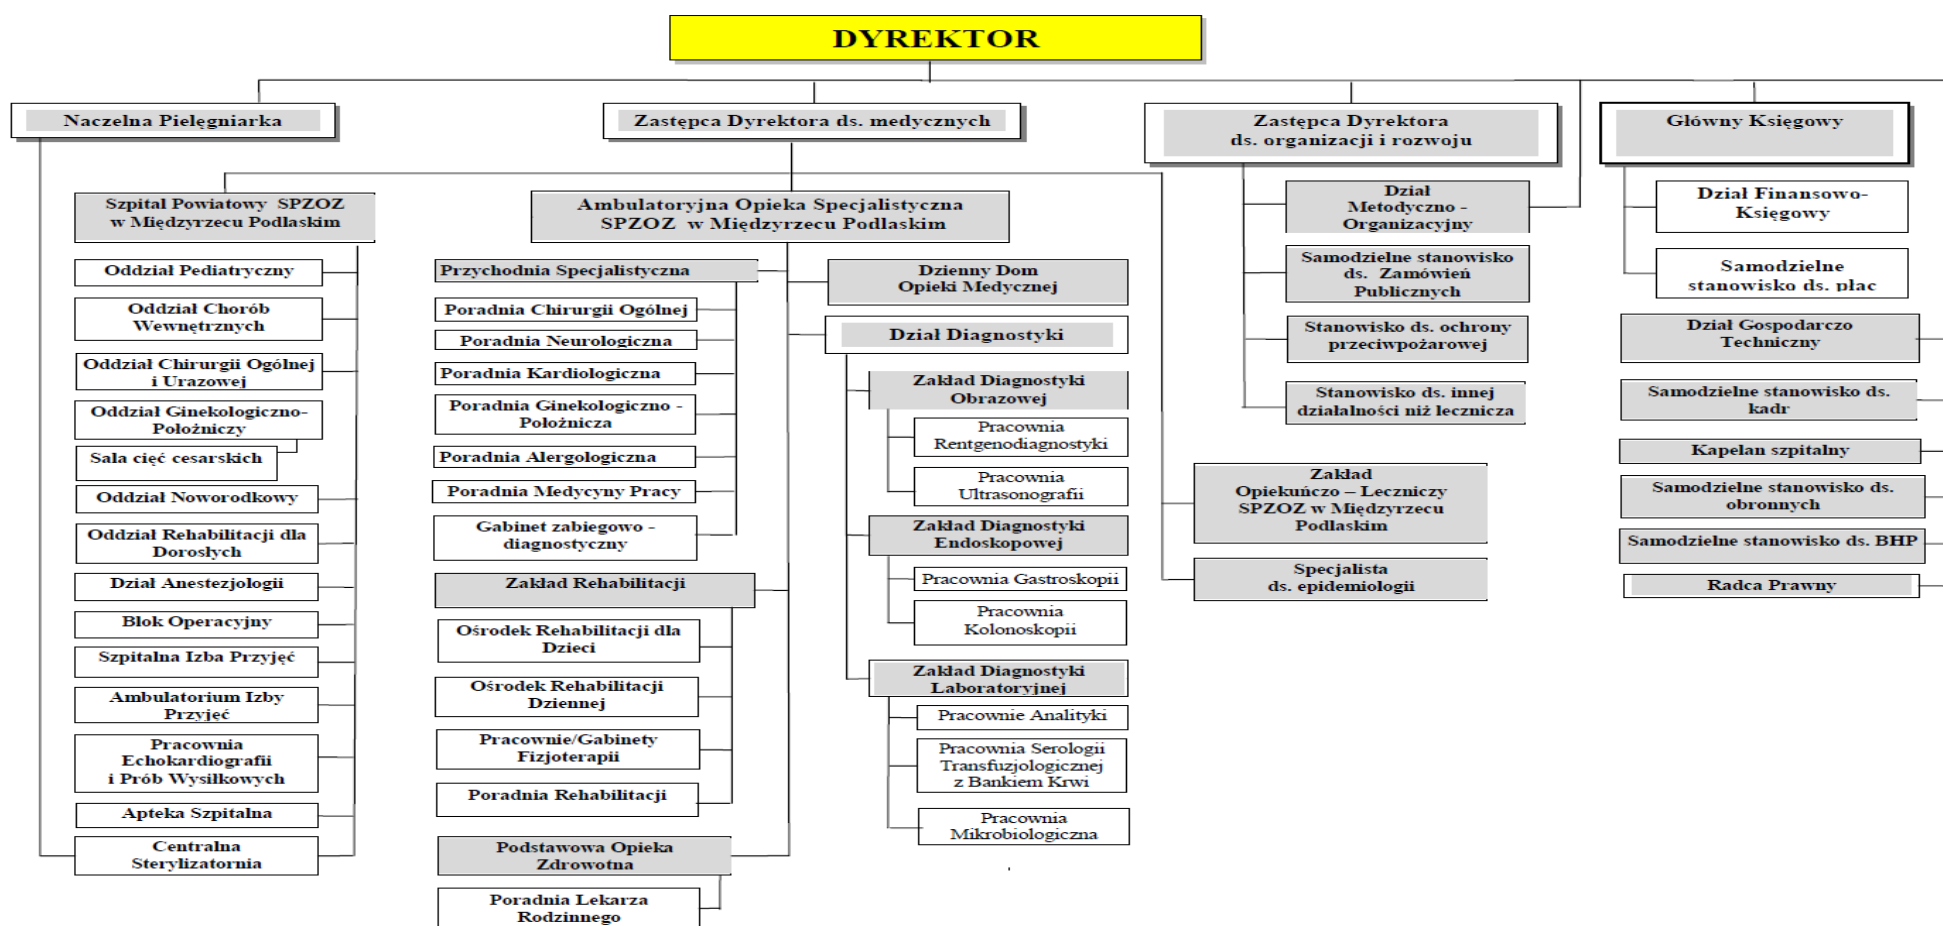 DYREKTOR
Naczelna Pielęgniarka
Zastępca Dyrektora ds. medycznych
Zastępca Dyrektora
ds. organizacji i rozwoju
Główny Księgowy
Szpital Powiatowy SPZOZ
w Międzyrzecu Podlaskim
Oddział Pediatryczny
Oddział Chorób
Wewnętrznych
Oddział Chirurgii Ogólnej
i Urazowej
Oddział Ginekologiczno-
Położniczy
Sala cięć cesarskich
Oddział Noworodkowy
Oddział Rehabilitacji dla
Dorosłych
Dział Anestezjologii
Blok Operacyjny
Szpitalna Izba Przyjęć
Ambulatorium Izby
Przyjęć
Pracownia
Echokardiografii
i Prób Wysiłkowych
Apteka Szpitalna
Centralna
Sterylizatornia
Ambulatoryjna Opieka Specjalistyczna
SPZOZ w Międzyrzecu Podlaskim
Przychodnia Specjalistyczna
Poradnia Chirurgii Ogólnej
Poradnia Neurologiczna
Poradnia Kardiologiczna
Poradnia Ginekologiczno -
Położnicza
Poradnia Alergologiczna
Poradnia Medycyny Pracy
Gabinet zabiegowo -
diagnostyczny
Zakład Rehabilitacji
Ośrodek Rehabilitacji dla
Dzieci
Ośrodek Rehabilitacji
Dziennej
Pracownie/Gabinety
Fizjoterapii
Poradnia Rehabilitacji
Podstawowa Opieka
Zdrowotna
Poradnia Lekarza
Rodzinnego
Dzienny Dom
Opieki Medycznej
Dział Diagnostyki
Zakład Diagnostyki
Obrazowej
Pracownia
Rentgenodiagnostyki
Pracownia
Ultrasonografii
Zakład Diagnostyki
Endoskopowej
Pracownia Gastroskopii
Pracownia
Kolonoskopii
Zakład Diagnostyki
Laboratoryjnej
Pracownie Analityki
Pracownia Serologii
Transfuzjologicznej
z Bankiem Krwi
Pracownia
Mikrobiologiczna
Dział
Metodyczno -
Organizacyjny
Samodzielne stanowisko
ds. Zamówień
Publicznych
Stanowisko ds. ochrony
przeciwpożarowej
Stanowisko ds. innej
działalności niż lecznicza
Zakład
Opiekuńczo – Leczniczy
SPZOZ w Międzyrzecu
Podlaskim
Specjalista
ds. epidemiologii
Dział Finansowo-
Księgowy
Samodzielne
stanowisko ds. płac
Dział Gospodarczo
Techniczny
Samodzielne stanowisko ds.
kadr
Kapelan szpitalny
Samodzielne stanowisko ds.
obronnych
Samodzielne stanowisko ds. BHP
Radca Prawny